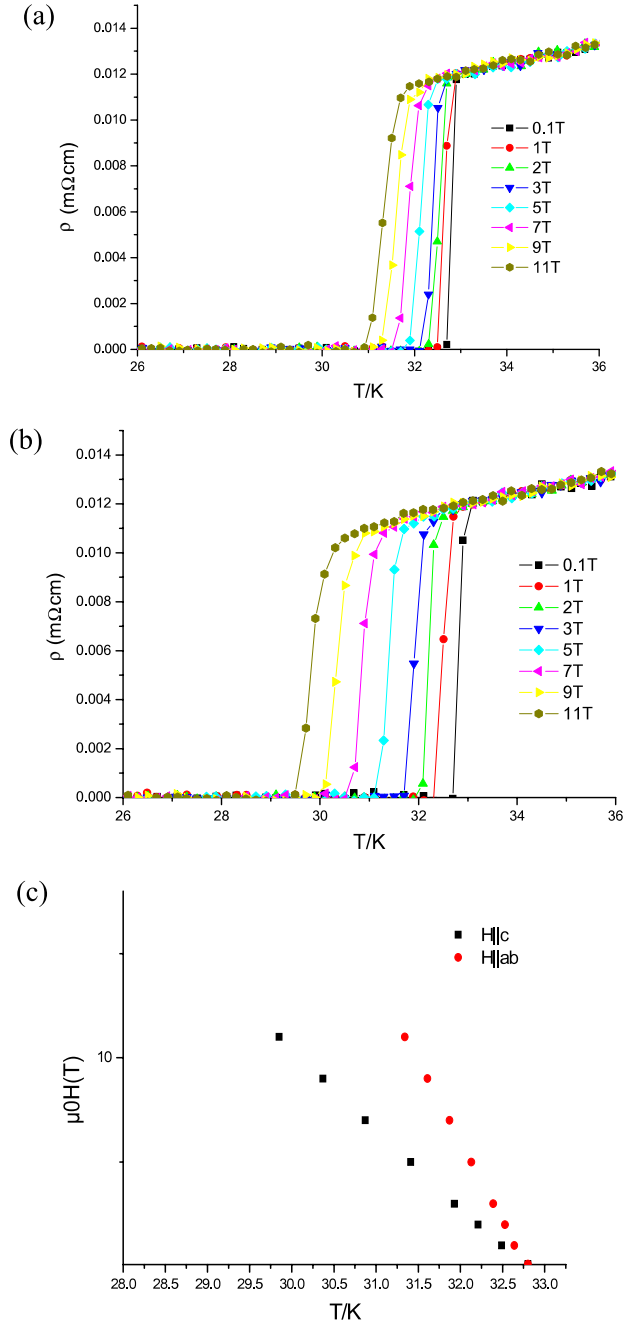 (a)
0.014
0.012
0.010
0.008
0.006
0.004
0.002
0.000
ρ (mΩcm)
26 28 30 32 34 36
T/K
0.1T
1T
2T
3T
5T
7T
9T
11T
(b)
0.014
0.012
0.010
0.008
0.006
0.004
0.002
0.000
ρ (mΩcm)
26 28 30 32 34 36
T/K
0.1T
1T
2T
3T
5T
7T
9T
11T
(c)
H||c
H||ab
10
μ0H(T)
28.0 28.5 29.0 29.5 30.0 30.5 31.0 31.5 32.0 32.5 33.0
T/K